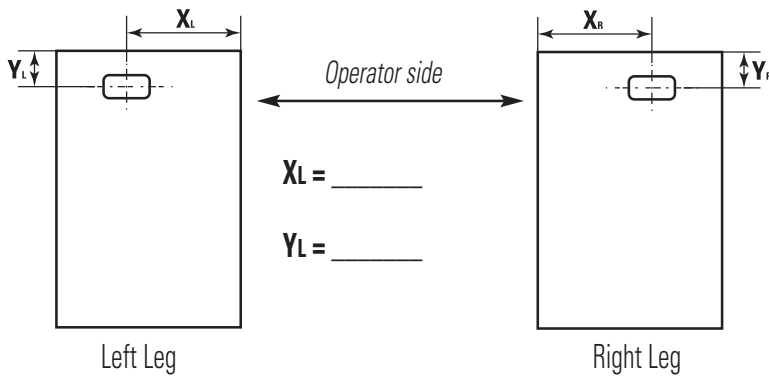 XL
XR
YL
Operator side
YR
XL = _______
YL = _______
Left Leg
Right Leg